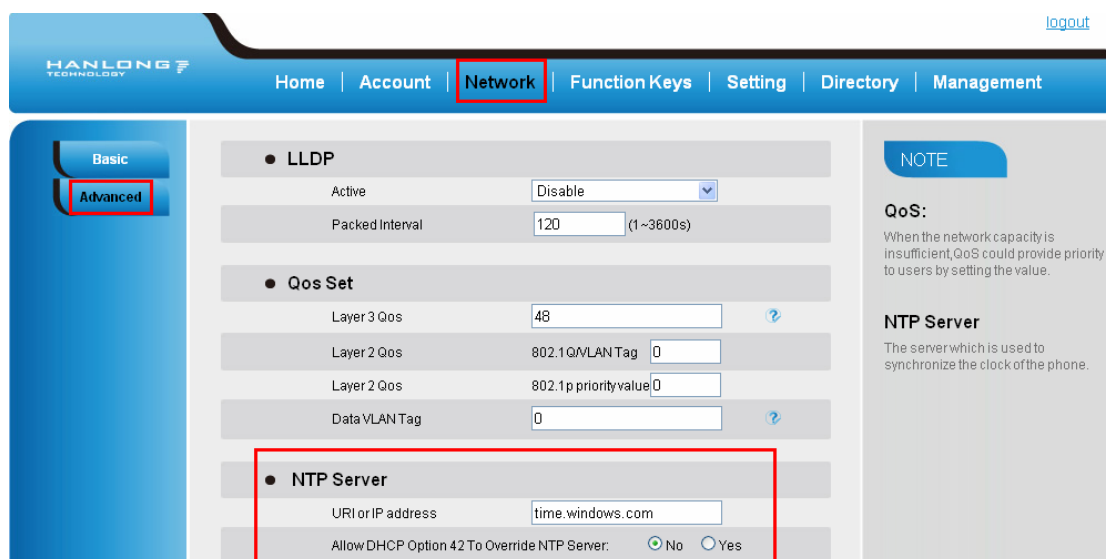 logout
HANLONG
TECHNOLOGY
Home | Account | Network | Function Keys | Setting | Directory | Management
Basic
Advanced
LLDP
Active Disable
Packed Interval 120 (1~3600s)
Qos Set
Layer 3 Qos 48
Layer 2 Qos 802.1Q/VLAN Tag 0
Layer 2 Qos 802.1p priority value 0
Data VLAN Tag 0
NTP Server
URI or IP address time.windows.com
Allow DHCP Option 42 To Override NTP Server: No Yes
NOTE
QoS:
When the network capacity is
insufficient,QoS could provide priority
to users by setting the value.
NTP Server
The server which is used to
synchronize the clock of the phone.